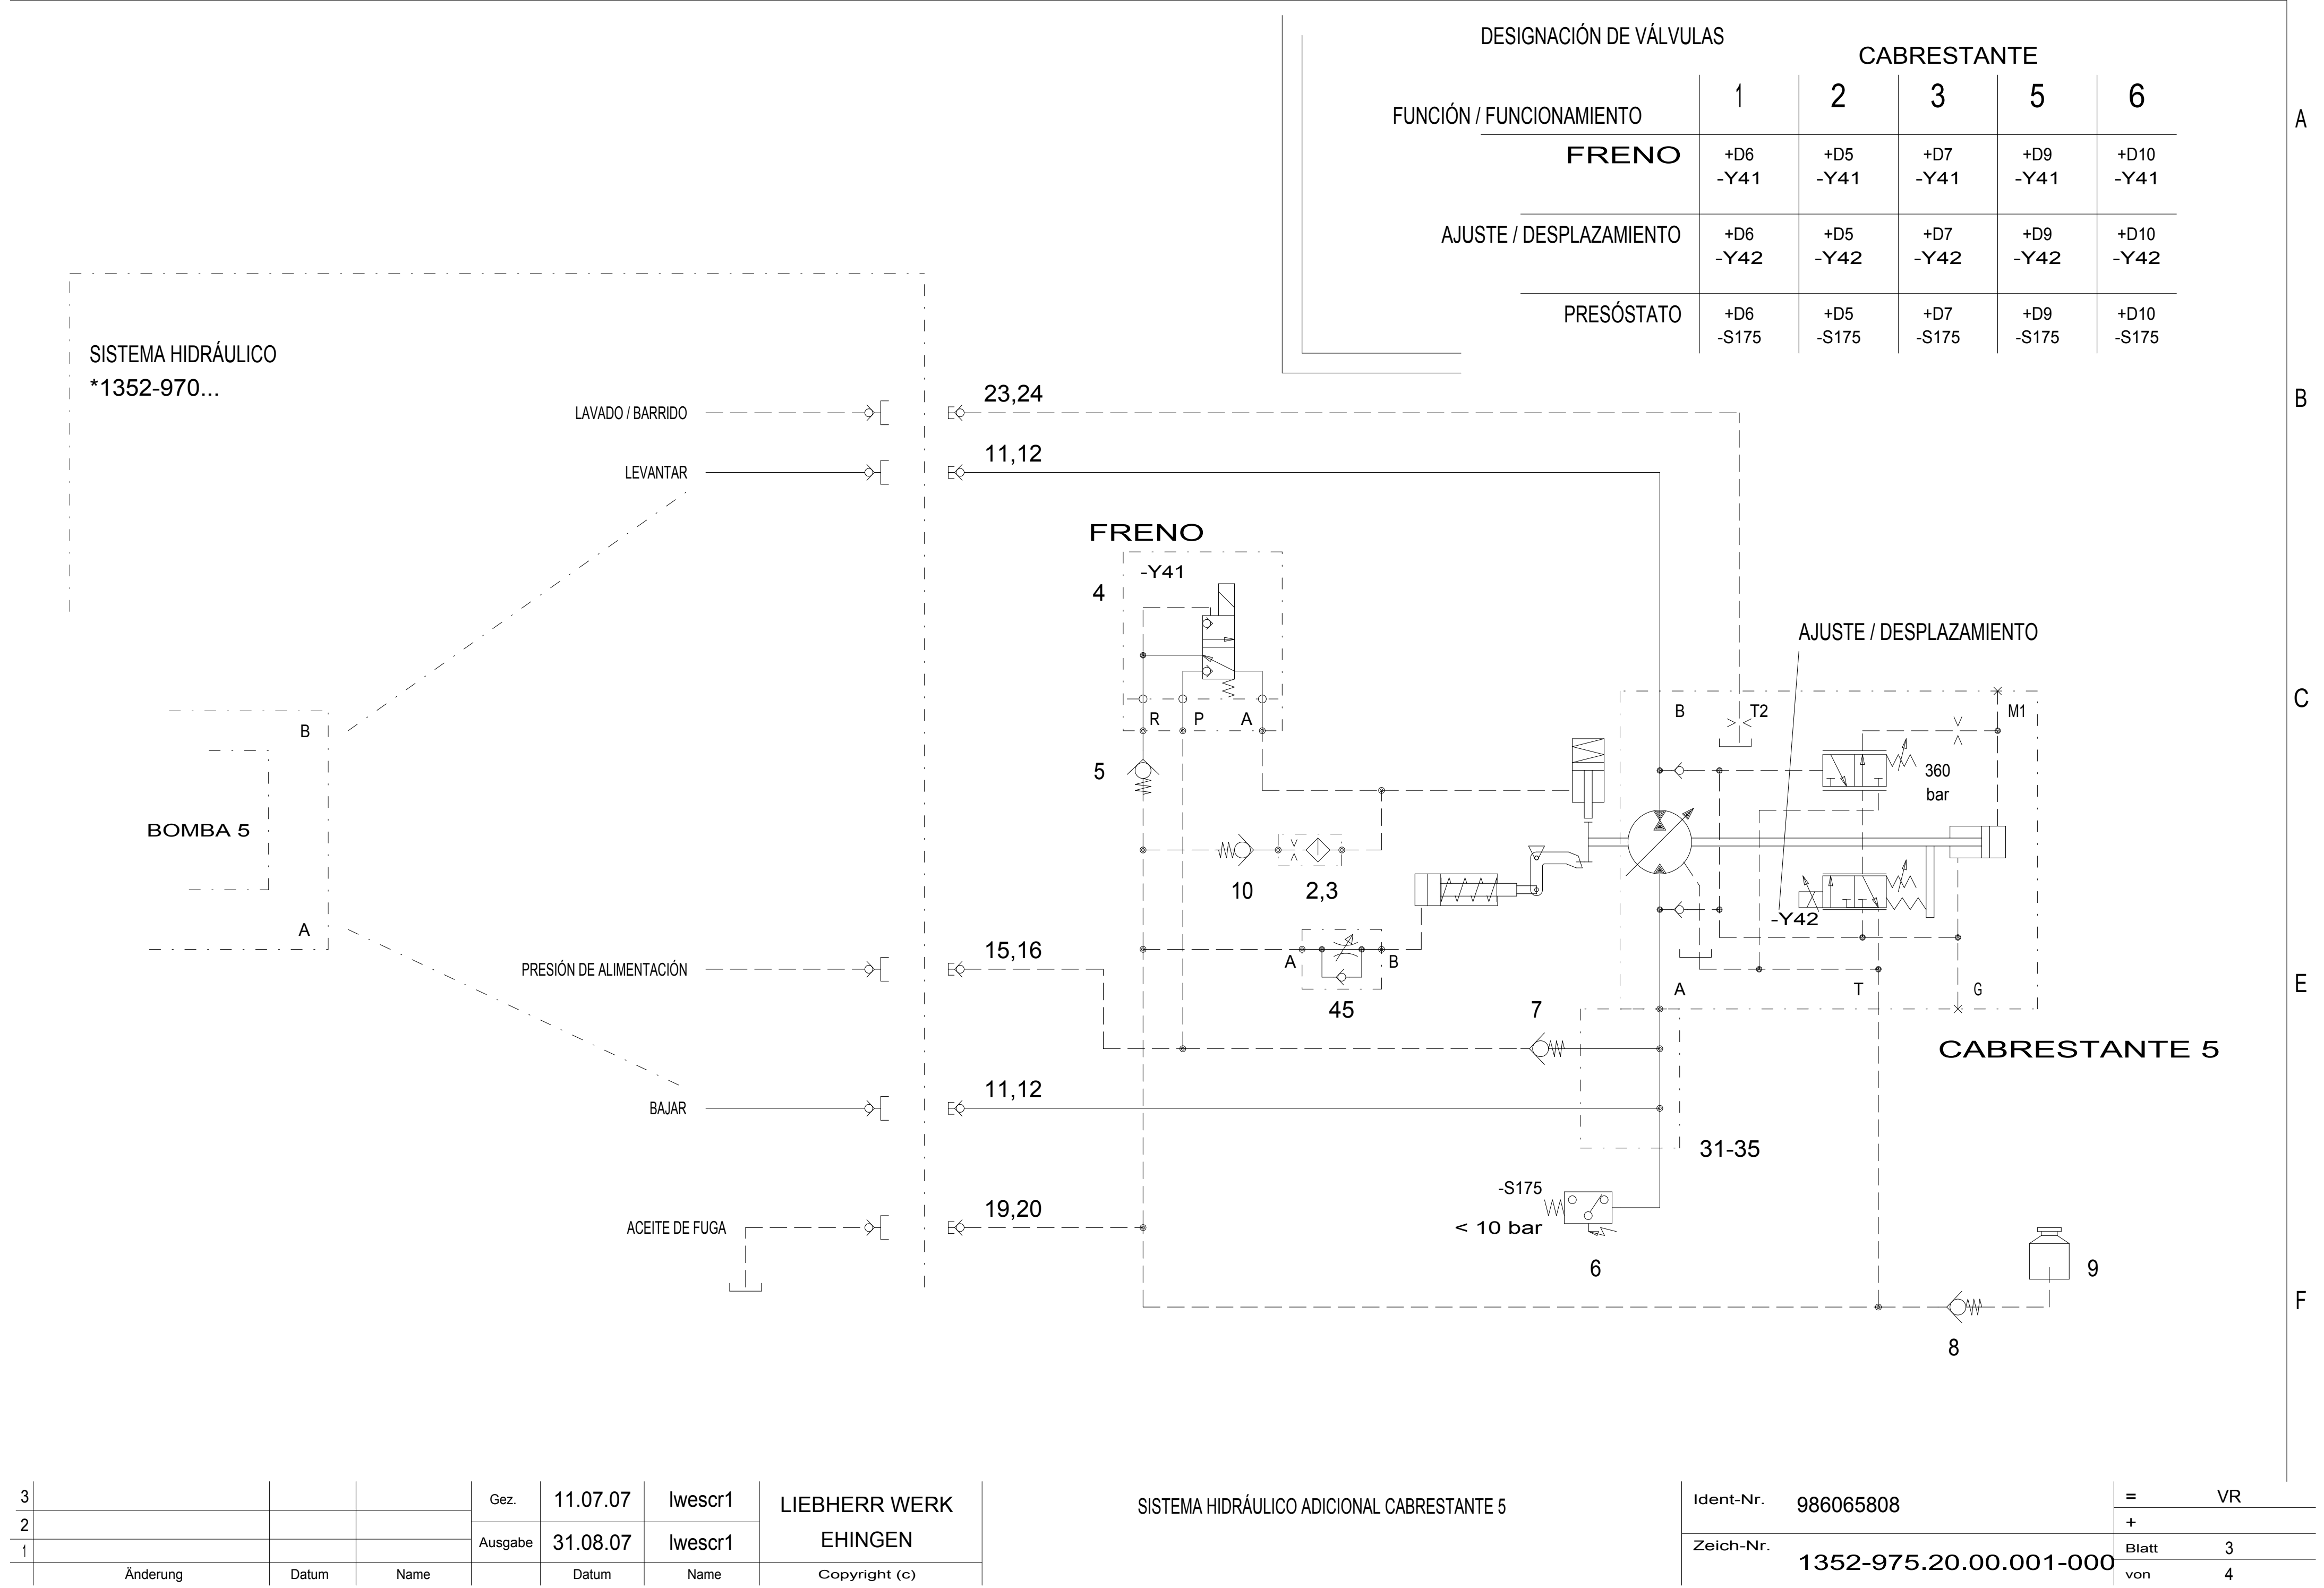 DESIGNACIÓN DE VÁLVULAS
CABRESTANTE
FUNCIÓN / FUNCIONAMIENTO 1 2 3 5 6
FRENO +D6 +D5 +D7 +D9 +D10
-Y41 -Y41 -Y41 -Y41 -Y41
AJUSTE / DESPLAZAMIENTO +D6 +D5 +D7 +D9 +D10
-Y42 -Y42 -Y42 -Y42 -Y42
PRESÓSTATO +D6 +D5 +D7 +D9 +D10
-S175 -S175 -S175 -S175 -S175
A
B
C
E
F
SISTEMA HIDRÁULICO
*1352-970...
LAVADO / BARRIDO 23,24
LEVANTAR 11,12
FRENO
-Y41
4
R P A
5
AJUSTE / DESPLAZAMIENTO
B T2 M1
360
bar
B
BOMBA 5
A
10 2,3
-Y42
PRESIÓN DE ALIMENTACIÓN 15,16
A B
45
7
A T G
CABRESTANTE 5
BAJAR 11,12
31-35
-S175
< 10 bar
6
ACEITE DE FUGA 19,20
9
8
3
2
1
Änderung Datum Name
Gez. 11.07.07 lwescr1
Ausgabe 31.08.07 lwescr1
Datum Name
LIEBHERR WERK
EHINGEN
Copyright (c)
SISTEMA HIDRÁULICO ADICIONAL CABRESTANTE 5
Ident-Nr. 986065808
Zeich-Nr. 1352-975.20.00.001-000
= VR
+
Blatt 3
von 4